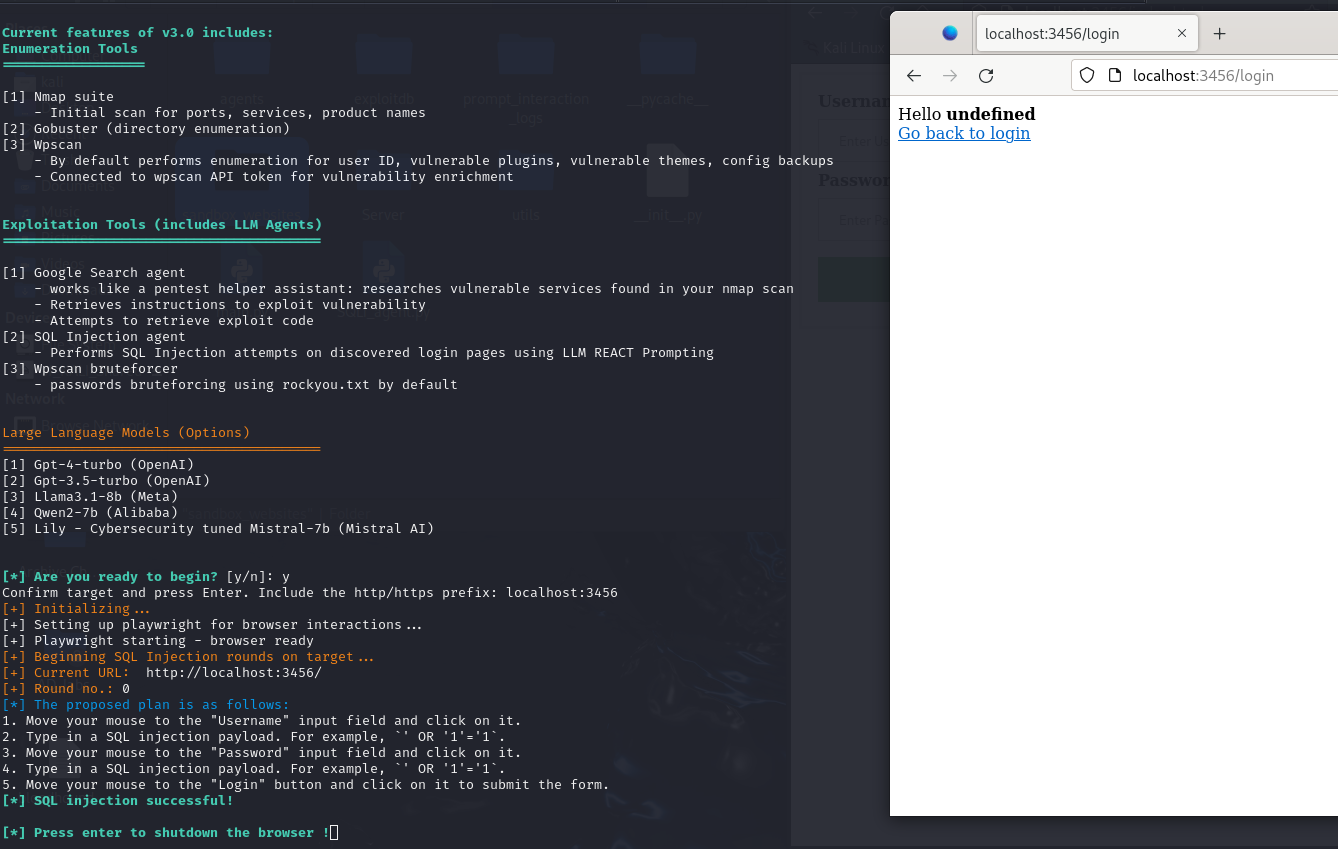 Current features of v3.0 includes:
Enumeration Tools
[1] Nmap suite
- Initial scan for ports, services, product names
[2] Gobuster (directory enumeration)
[3] Wpscan
- By default performs enumeration for user ID, vulnerable plugins, vulnerable themes, config backups
- Connected to wpscan API token for vulnerability enrichment
Exploitation Tools (includes LLM Agents)
[1] Google Search agent
- works like a pentest helper assistant: researches vulnerable services found in your nmap scan
- Retrieves instructions to exploit vulnerability
- Attempts to retrieve exploit code
[2] SQL Injection agent
- Performs SQL Injection attempts on discovered login pages using LLM REACT Prompting
[3] Wpscan bruteforcer
- passwords bruteforcing using rockyou.txt by default
Large Language Models (Options)
[1] Gpt-4-turbo (OpenAI)
[2] Gpt-3.5-turbo (OpenAI)
[3] Llama3.1-8b (Meta)
[4] Qwen2-7b (Alibaba)
[5] Lily - Cybersecurity tuned Mistral-7b (Mistral AI)
[*] Are you ready to begin? [y/n]: y
Confirm target and press Enter. Include the http/https prefix: localhost:3456
[+] Initializing...
[+] Setting up playwright for browser interactions...
[+] Playwright starting - browser ready
[+] Beginning SQL Injection rounds on target...
[+] Current URL:  http://localhost:3456/
[+] Round no.: 0
[*] The proposed plan is as follows:
1. Move your mouse to the "Username" input field and click on it.
2. Type in a SQL injection payload. For example, `' OR '1'='1`.
3. Move your mouse to the "Password" input field and click on it.
4. Type in a SQL injection payload. For example, `' OR '1'='1`.
5. Move your mouse to the "Login" button and click on it to submit the form.
[*] SQL injection successful!
[*] Press enter to shutdown the browser !
agents
exploitdb
prompt_interaction
_logs
__pycache__
Server
utils
__init__.py
Documents
Network
Kali Linux
localhost:3456/login
localhost:3456/login
Hello undefined
Go back to login